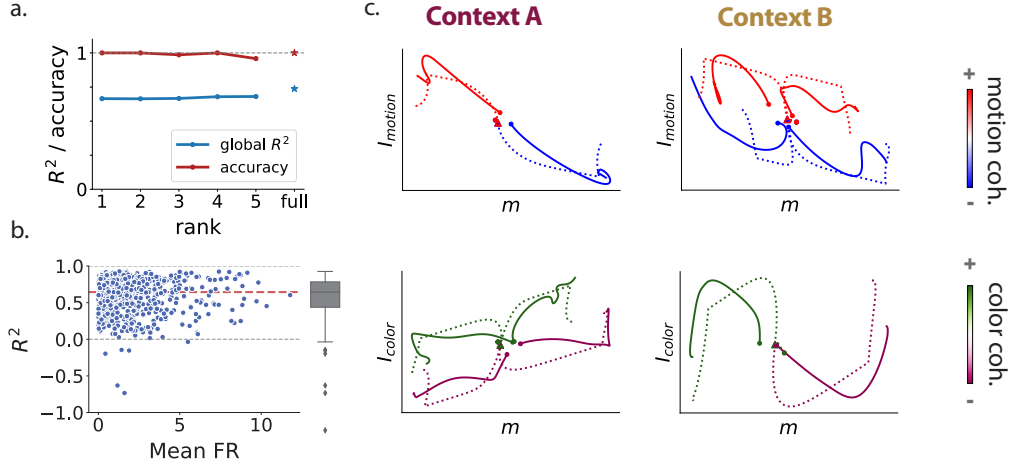 a.
1
0
R² / accuracy
global R²
accuracy
1 2 3 4 5 full
rank
b.
1.0
0.5
0.0
−0.5
−1.0
R²
0 5 10
Mean FR
c.
Context A
Context B
I_motion
m
I_motion
m
+
motion coh.
-
I_color
m
I_color
m
+
color coh.
-